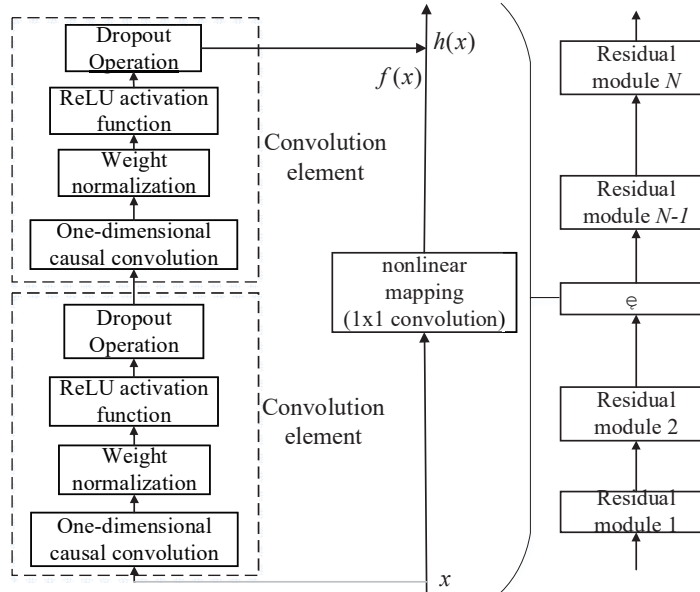 Dropout
Operation
ReLU activation
function
Weight
normalization
One-dimensional
causal convolution
Convolution
element
Dropout
Operation
ReLU activation
function
Weight
normalization
One-dimensional
causal convolution
Convolution
element
h(x)
f(x)
nonlinear
mapping
(1x1 convolution)
x
Residual
module N
Residual
module N-1
Residual
module 2
Residual
module 1